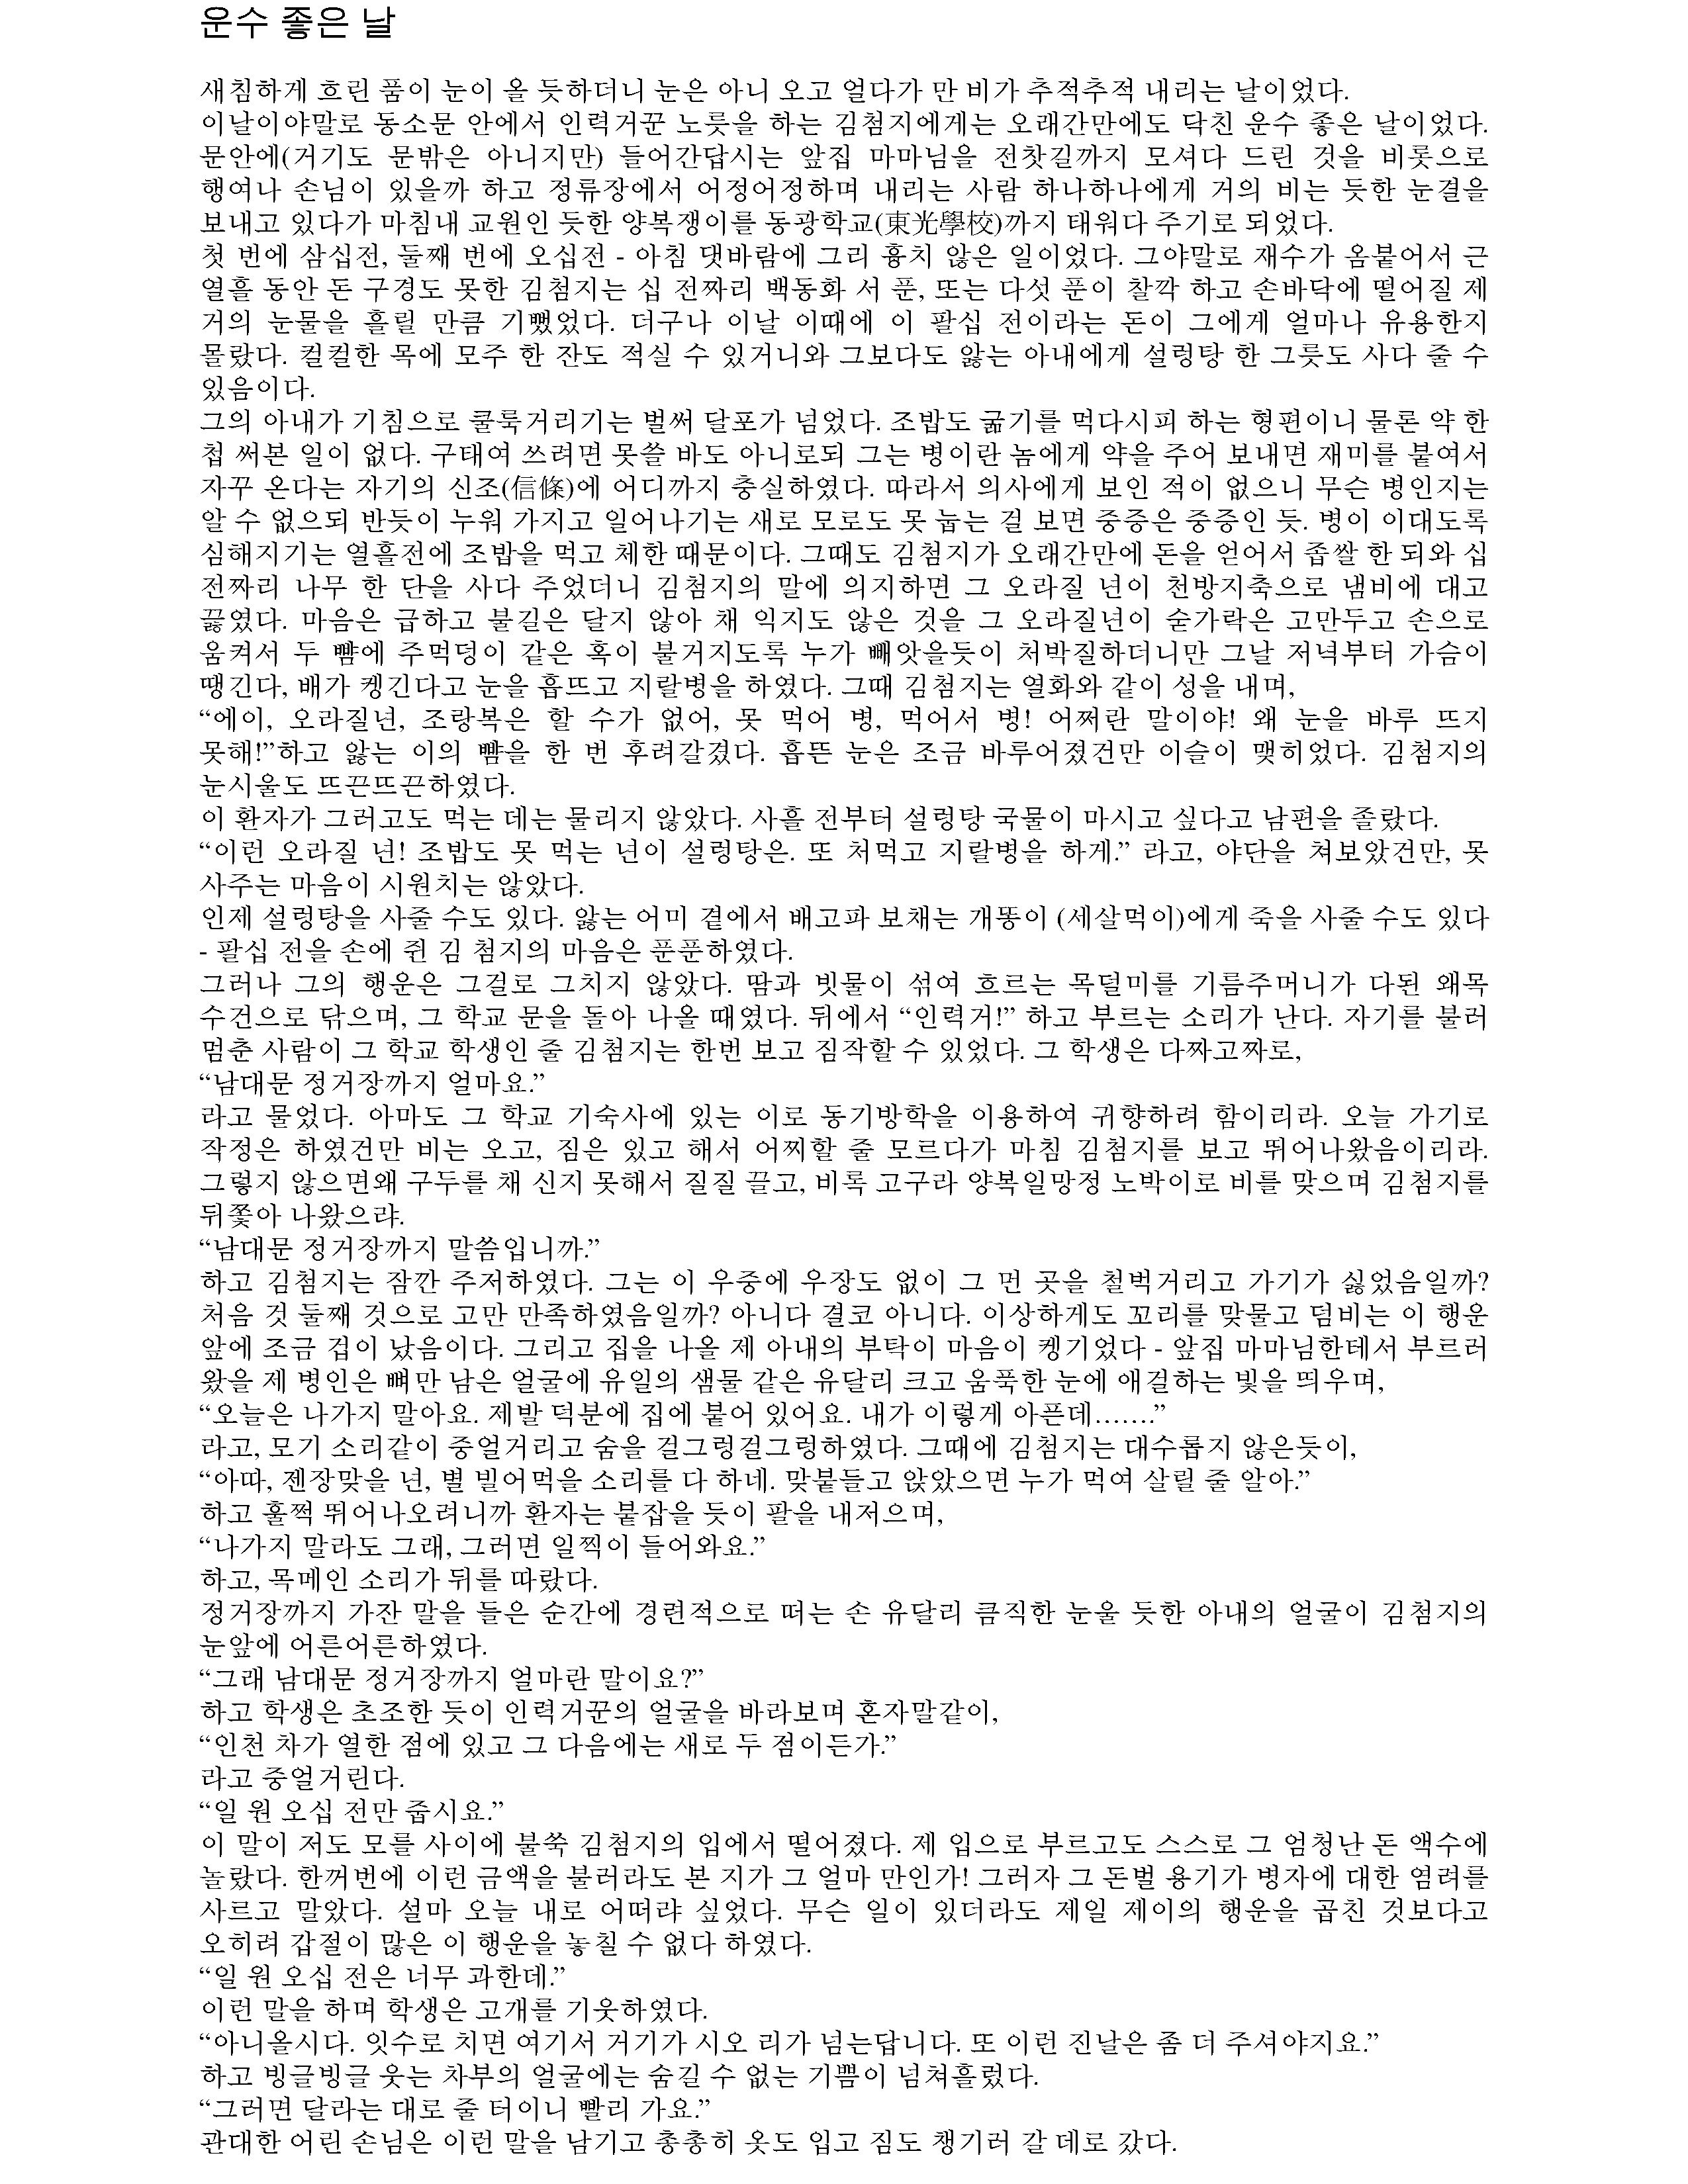 운수 좋은 날
새침하게 흐린 품이 눈이 올 듯하더니 눈은 아니 오고 얼다가 만 비가 추적추적 내리는 날이었다.
이날이야말로 동소문 안에서 인력거꾼 노릇을 하는 김첨지에게는 오래간만에도 닥친 운수 좋은 날이었다.
문안에(거기도 문밖은 아니지만) 들어간답시는 앞집 마마님을 전찻길까지 모셔다 드린 것을 비롯으로
행여나 손님이 있을까 하고 정류장에서 어정어정하며 내리는 사람 하나하나에게 거의 비는 듯한 눈결을
보내고 있다가 마침내 교원인 듯한 양복쟁이를 동광학교(東光學校)까지 태워다 주기로 되었다.
첫 번에 삼십전, 둘째 번에 오십전 - 아침 댓바람에 그리 흉치 않은 일이었다. 그야말로 재수가 옴붙어서 근
열흘 동안 돈 구경도 못한 김첨지는 십 전짜리 백동화 서 푼, 또는 다섯 푼이 찰깍 하고 손바닥에 떨어질 제
거의 눈물을 흘릴 만큼 기뻤었다. 더구나 이날 이때에 이 팔십 전이라는 돈이 그에게 얼마나 유용한지
몰랐다. 컬컬한 목에 모주 한 잔도 적실 수 있거니와 그보다도 앓는 아내에게 설렁탕 한 그릇도 사다 줄 수
있음이다.
그의 아내가 기침으로 쿨룩거리기는 벌써 달포가 넘었다. 조밥도 굶기를 먹다시피 하는 형편이니 물론 약 한
첩 써본 일이 없다. 구태여 쓰려면 못쓸 바도 아니로되 그는 병이란 놈에게 약을 주어 보내면 재미를 붙여서
자꾸 온다는 자기의 신조(信條)에 어디까지 충실하였다. 따라서 의사에게 보인 적이 없으니 무슨 병인지는
알 수 없으되 반듯이 누워 가지고 일어나기는 새로 모로도 못 눕는 걸 보면 중증은 중증인 듯. 병이 이대도록
심해지기는 열흘전에 조밥을 먹고 체한 때문이다. 그때도 김첨지가 오래간만에 돈을 얻어서 좁쌀 한 되와 십
전짜리 나무 한 단을 사다 주었더니 김첨지의 말에 의지하면 그 오라질 년이 천방지축으로 냄비에 대고
끓였다. 마음은 급하고 불길은 달지 않아 채 익지도 않은 것을 그 오라질년이 숟가락은 고만두고 손으로
움켜서 두 뺨에 주먹덩이 같은 혹이 불거지도록 누가 빼앗을듯이 처박질하더니만 그날 저녁부터 가슴이
땡긴다, 배가 켕긴다고 눈을 흡뜨고 지랄병을 하였다. 그때 김첨지는 열화와 같이 성을 내며,
“에이, 오라질년, 조랑복은 할 수가 없어, 못 먹어 병, 먹어서 병! 어쩌란 말이야! 왜 눈을 바루 뜨지
못해!”하고 앓는 이의 뺨을 한 번 후려갈겼다. 흡뜬 눈은 조금 바루어졌건만 이슬이 맺히었다. 김첨지의
눈시울도 뜨끈뜨끈하였다.
이 환자가 그러고도 먹는 데는 물리지 않았다. 사흘 전부터 설렁탕 국물이 마시고 싶다고 남편을 졸랐다.
“이런 오라질 년! 조밥도 못 먹는 년이 설렁탕은. 또 처먹고 지랄병을 하게.” 라고, 야단을 쳐보았건만, 못
사주는 마음이 시원치는 않았다.
인제 설렁탕을 사줄 수도 있다. 앓는 어미 곁에서 배고파 보채는 개똥이 (세살먹이)에게 죽을 사줄 수도 있다
- 팔십 전을 손에 쥔 김 첨지의 마음은 푼푼하였다.
그러나 그의 행운은 그걸로 그치지 않았다. 땀과 빗물이 섞여 흐르는 목덜미를 기름주머니가 다된 왜목
수건으로 닦으며, 그 학교 문을 돌아 나올 때였다. 뒤에서 “인력거!” 하고 부르는 소리가 난다. 자기를 불러
멈춘 사람이 그 학교 학생인 줄 김첨지는 한번 보고 짐작할 수 있었다. 그 학생은 다짜고짜로,
“남대문 정거장까지 얼마요.”
라고 물었다. 아마도 그 학교 기숙사에 있는 이로 동기방학을 이용하여 귀향하려 함이리라. 오늘 가기로
작정은 하였건만 비는 오고, 짐은 있고 해서 어찌할 줄 모르다가 마침 김첨지를 보고 뛰어나왔음이리라.
그렇지 않으면왜 구두를 채 신지 못해서 질질 끌고, 비록 고구라 양복일망정 노박이로 비를 맞으며 김첨지를
뒤쫓아 나왔으랴.
“남대문 정거장까지 말씀입니까.”
하고 김첨지는 잠깐 주저하였다. 그는 이 우중에 우장도 없이 그 먼 곳을 철벅거리고 가기가 싫었음일까?
처음 것 둘째 것으로 고만 만족하였음일까? 아니다 결코 아니다. 이상하게도 꼬리를 맞물고 덤비는 이 행운
앞에 조금 겁이 났음이다. 그리고 집을 나올 제 아내의 부탁이 마음이 켕기었다 - 앞집 마마님한데서 부르러
왔을 제 병인은 뼈만 남은 얼굴에 유일의 샘물 같은 유달리 크고 움푹한 눈에 애걸하는 빛을 띄우며,
“오늘은 나가지 말아요. 제발 덕분에 집에 붙어 있어요. 내가 이렇게 아픈데…….”
라고, 모기 소리같이 중얼거리고 숨을 걸그렁걸그렁하였다. 그때에 김첨지는 대수롭지 않은듯이,
“아따, 젠장맞을 년, 별 빌어먹을 소리를 다 하네. 맞붙들고 앉았으면 누가 먹여 살릴 줄 알아.”
하고 훌쩍 뛰어나오려니까 환자는 붙잡을 듯이 팔을 내저으며,
“나가지 말라도 그래, 그러면 일찍이 들어와요.”
하고, 목메인 소리가 뒤를 따랐다.
정거장까지 가잔 말을 들은 순간에 경련적으로 떠는 손 유달리 큼직한 눈울 듯한 아내의 얼굴이 김첨지의
눈앞에 어른어른하였다.
“그래 남대문 정거장까지 얼마란 말이요?”
하고 학생은 초조한 듯이 인력거꾼의 얼굴을 바라보며 혼자말같이,
“인천 차가 열한 점에 있고 그 다음에는 새로 두 점이든가.”
라고 중얼거린다.
“일 원 오십 전만 줍시요.”
이 말이 저도 모를 사이에 불쑥 김첨지의 입에서 떨어졌다. 제 입으로 부르고도 스스로 그 엄청난 돈 액수에
놀랐다. 한꺼번에 이런 금액을 불러라도 본 지가 그 얼마 만인가! 그러자 그 돈벌 용기가 병자에 대한 염려를
사르고 말았다. 설마 오늘 내로 어떠랴 싶었다. 무슨 일이 있더라도 제일 제이의 행운을 곱친 것보다고
오히려 갑절이 많은 이 행운을 놓칠 수 없다 하였다.
“일 원 오십 전은 너무 과한데.”
이런 말을 하며 학생은 고개를 기웃하였다.
“아니올시다. 잇수로 치면 여기서 거기가 시오 리가 넘는답니다. 또 이런 진날은 좀 더 주셔야지요.”
하고 빙글빙글 웃는 차부의 얼굴에는 숨길 수 없는 기쁨이 넘쳐흘렀다.
“그러면 달라는 대로 줄 터이니 빨리 가요.”
관대한 어린 손님은 이런 말을 남기고 총총히 옷도 입고 짐도 챙기러 갈 데로 갔다.